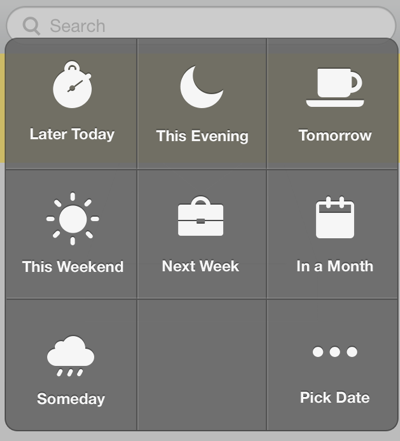 Search
Later Today
This Evening
Tomorrow
This Weekend
Next Week
In a Month
Someday
Pick Date